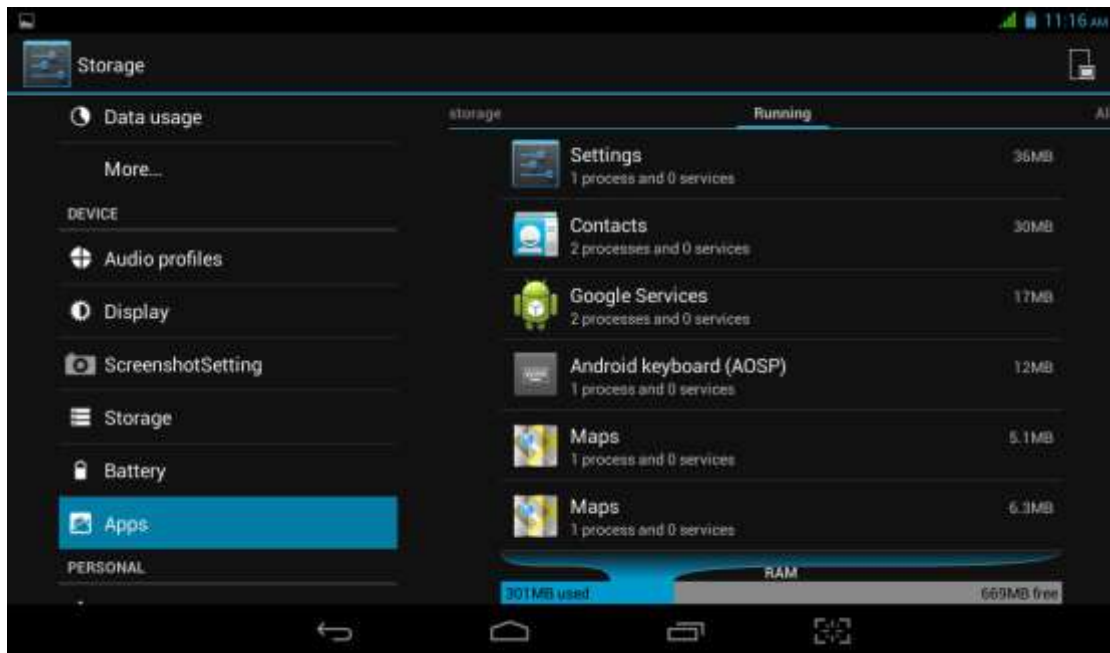 11:16 AM
Storage
Data usage
More...
DEVICE
Audio profiles
Display
ScreenshotSetting
Storage
Battery
Apps
PERSONAL
storage
Running
Al
Settings
36MB
1 process and 0 services
Contacts
30MB
2 processes and 0 services
Google Services
17MB
2 processes and 0 services
Android keyboard (AOSP)
12MB
1 process and 0 services
Maps
5.1MB
1 process and 0 services
Maps
6.3MB
1 process and 0 services
RAM
301MB used
669MB free